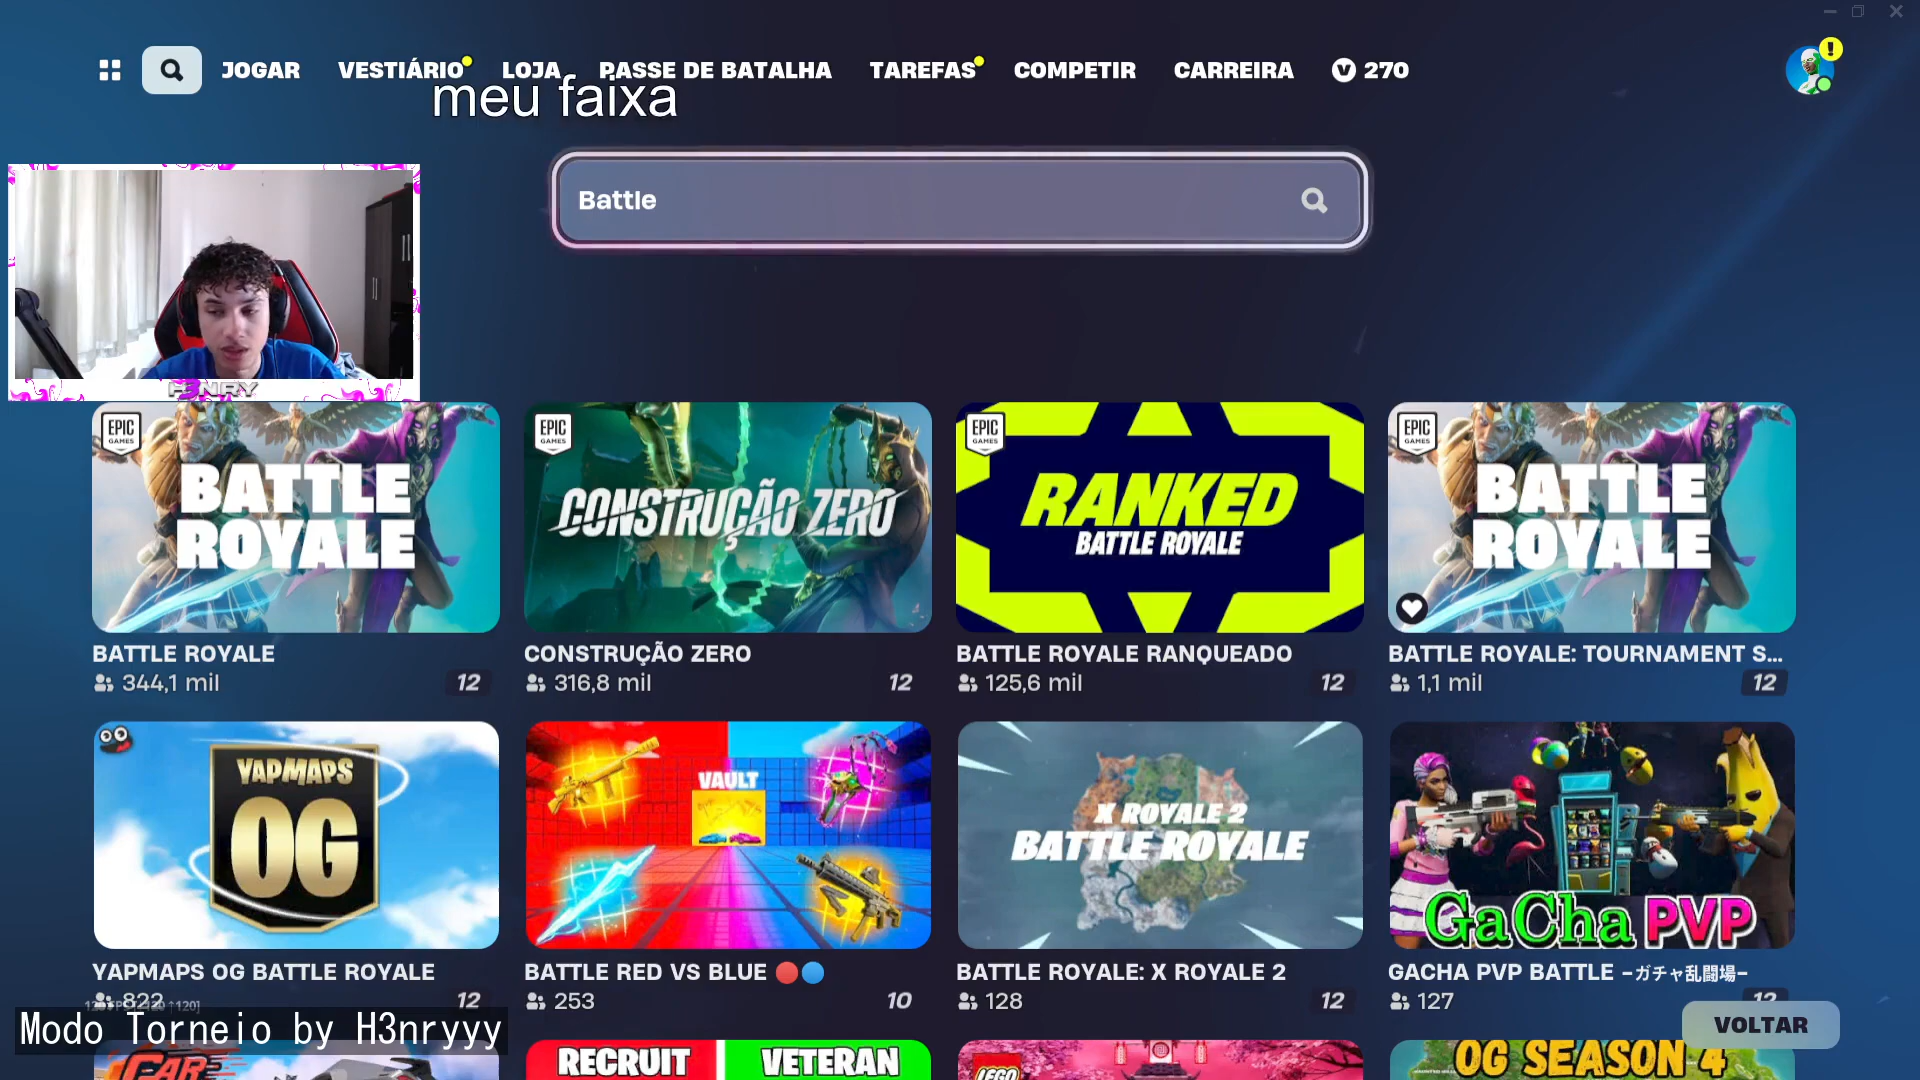 JOGAR VESTIÁRIO LOJA PASSE DE BATALHA TAREFAS COMPETIR CARREIRA 270
meu faixa
Battle
H3NRY
EPIC GAMES
BATTLE ROYALE
EPIC GAMES
CONSTRUÇÃO ZERO
EPIC GAMES
RANKED
BATTLE ROYALE
EPIC GAMES
BATTLE ROYALE
BATTLE ROYALE
344,1 mil 12
CONSTRUÇÃO ZERO
316,8 mil 12
BATTLE ROYALE RANQUEADO
125,6 mil 12
BATTLE ROYALE: TOURNAMENT S...
1,1 mil 12
YAPMAPS
OG
VAULT
X ROYALE 2
BATTLE ROYALE
GaCha PVP
YAPMAPS OG BATTLE ROYALE
822 12
BATTLE RED VS BLUE
253 10
BATTLE ROYALE: X ROYALE 2
128 12
GACHA PVP BATTLE -ガチャ乱闘場-
127 12
Modo Torneio by H3nryyy
VOLTAR
CAR
RECRUIT VETERAN
LEGO
OG SEASON 4